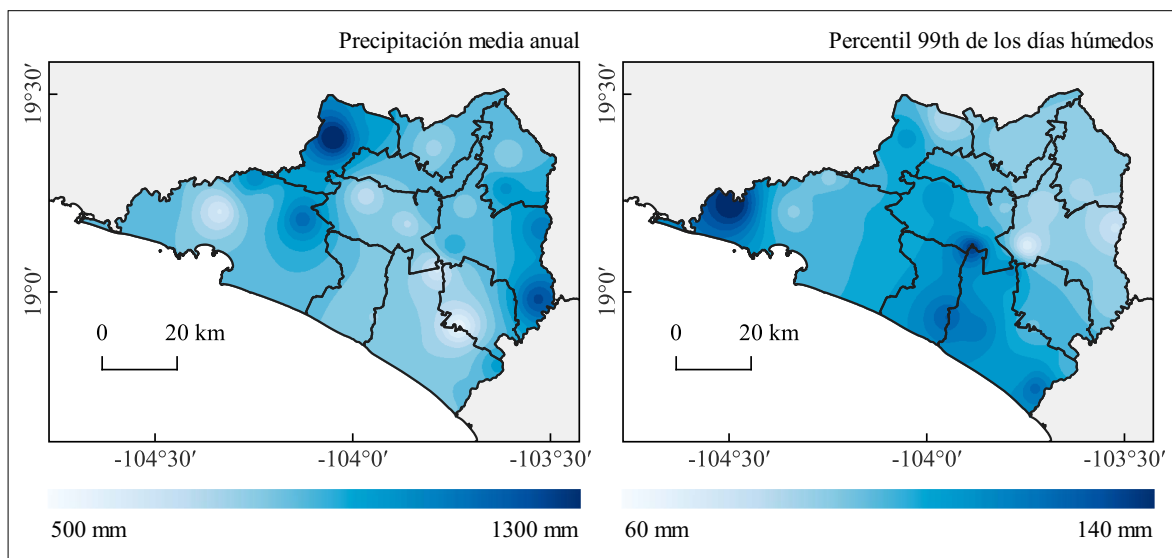 Precipitación media anual
19°30′
19°0′
0 20 km
-104°30′ -104°0′ -103°30′
500 mm 1300 mm
Percentil 99th de los días húmedos
19°30′
19°0′
0 20 km
-104°30′ -104°0′ -103°30′
60 mm 140 mm